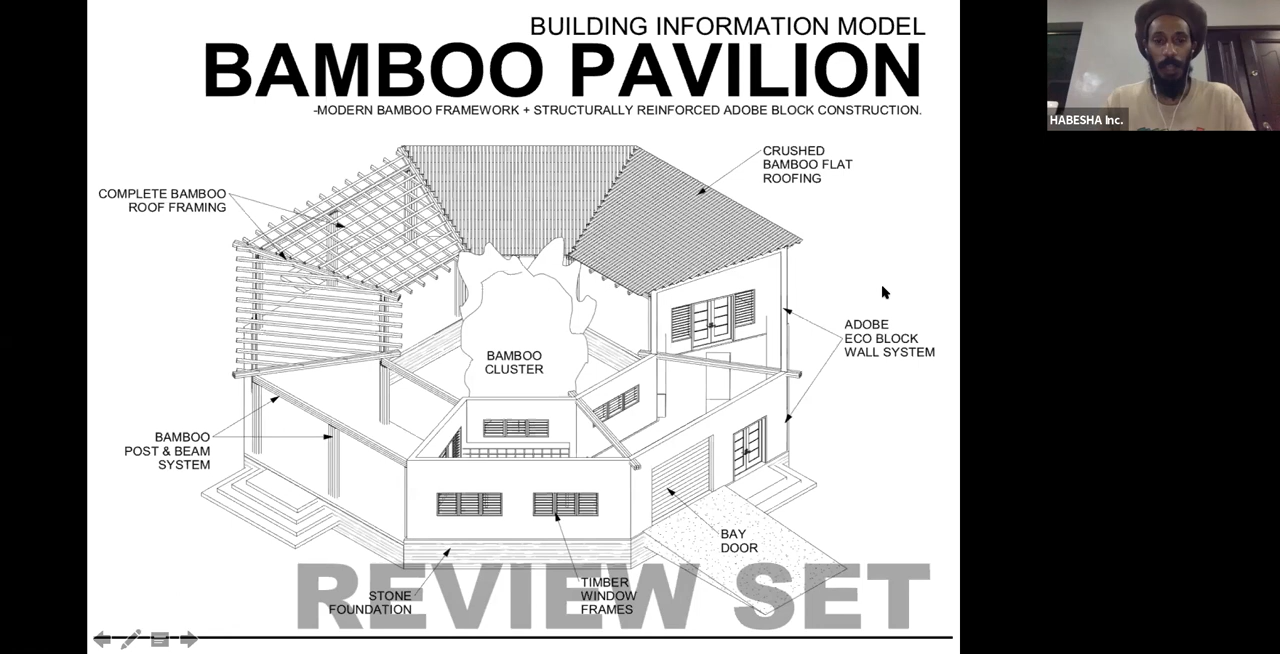 BUILDING INFORMATION MODEL
BAMBOO PAVILION
-MODERN BAMBOO FRAMEWORK + STRUCTURALLY REINFORCED ADOBE BLOCK CONSTRUCTION.
HABESHA Inc.
CRUSHED
BAMBOO FLAT
ROOFING
COMPLETE BAMBOO
ROOF FRAMING
ADOBE
ECO BLOCK
WALL SYSTEM
BAMBOO
CLUSTER
BAMBOO
POST & BEAM
SYSTEM
BAY
DOOR
STONE
FOUNDATION
TIMBER
WINDOW
FRAMES
REVIEW SET